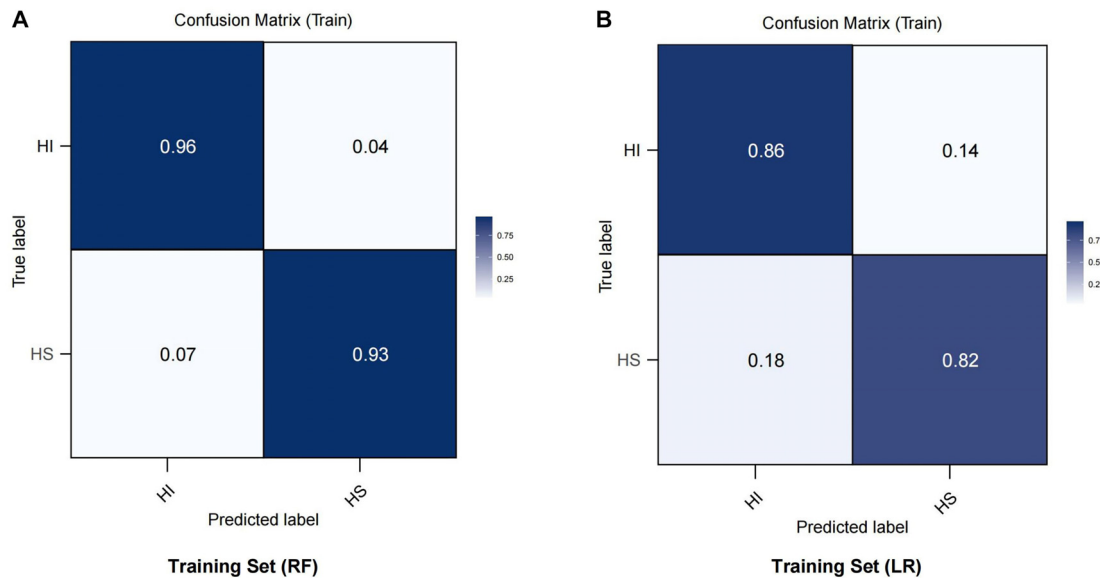 A
Confusion Matrix (Train)
True label
HI
HS
0.96
0.04
0.07
0.93
0.75
0.50
0.25
HI
HS
Predicted label
Training Set (RF)
B
Confusion Matrix (Train)
True label
HI
HS
0.86
0.14
0.18
0.82
0.7
0.5
0.2
HI
HS
Predicted label
Training Set (LR)